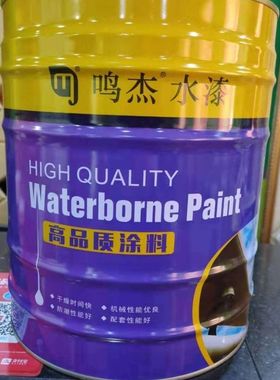 鸣杰®水漆
HIGH QUALITY
Waterborne Paint
高品质涂料
干燥时间快
机械性能优良
防潮性能好
配套性能好